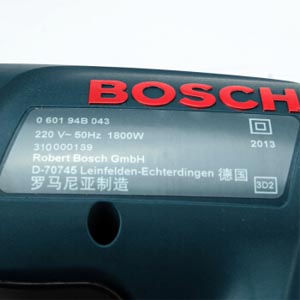 BOSCH
0 601 94B 043
220 V~ 50Hz 1800W
2013
310000139
Robert Bosch GmbH
D-70745 Leinfelden-Echterdingen 德国
罗马尼亚制造
3D2